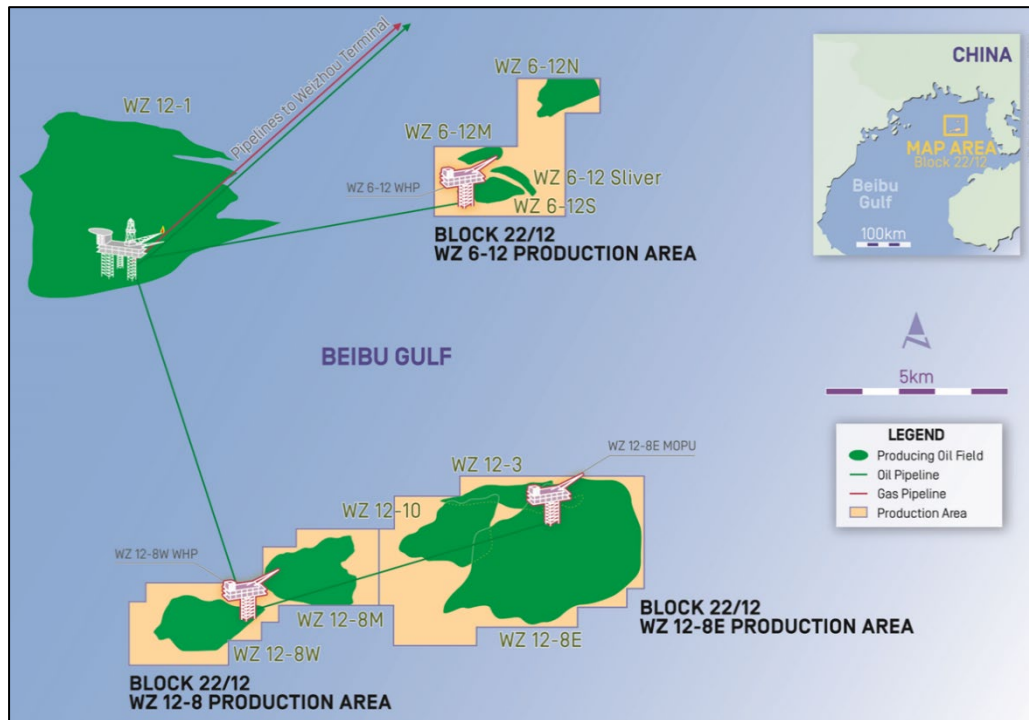 WZ 12-1
Pipelines to Weizhou Terminal
WZ 6-12N
WZ 6-12M
WZ 6-12 WHP
WZ 6-12 Sliver
WZ 6-12S
BLOCK 22/12
WZ 6-12 PRODUCTION AREA
CHINA
MAP AREA
Block 22/12
Beibu
Gulf
100km
BEIBU GULF
5km
LEGEND
Producing Oil Field
Oil Pipeline
Gas Pipeline
Production Area
WZ 12-8E MOPU
WZ 12-3
WZ 12-10
WZ 12-8W WHP
WZ 12-8M
WZ 12-8E
WZ 12-8W
BLOCK 22/12
WZ 12-8E PRODUCTION AREA
BLOCK 22/12
WZ 12-8 PRODUCTION AREA